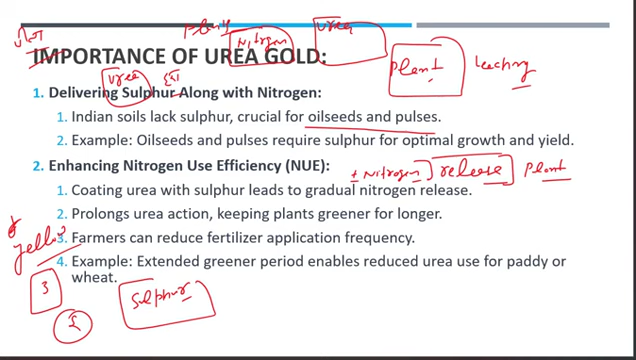 Nitrogen
Urea
IMPORTANCE OF UREA GOLD:
Plant
Leaching
Urea
1. Delivering Sulphur Along with Nitrogen:
1. Indian soils lack sulphur, crucial for oilseeds and pulses.
2. Example: Oilseeds and pulses require sulphur for optimal growth and yield.
2. Enhancing Nitrogen Use Efficiency (NUE):
+ Nitrogen release Plant
1. Coating urea with sulphur leads to gradual nitrogen release.
2. Prolongs urea action, keeping plants greener for longer.
yellow
3. Farmers can reduce fertilizer application frequency.
4. Example: Extended greener period enables reduced urea use for paddy or
wheat.
3
Sulphur